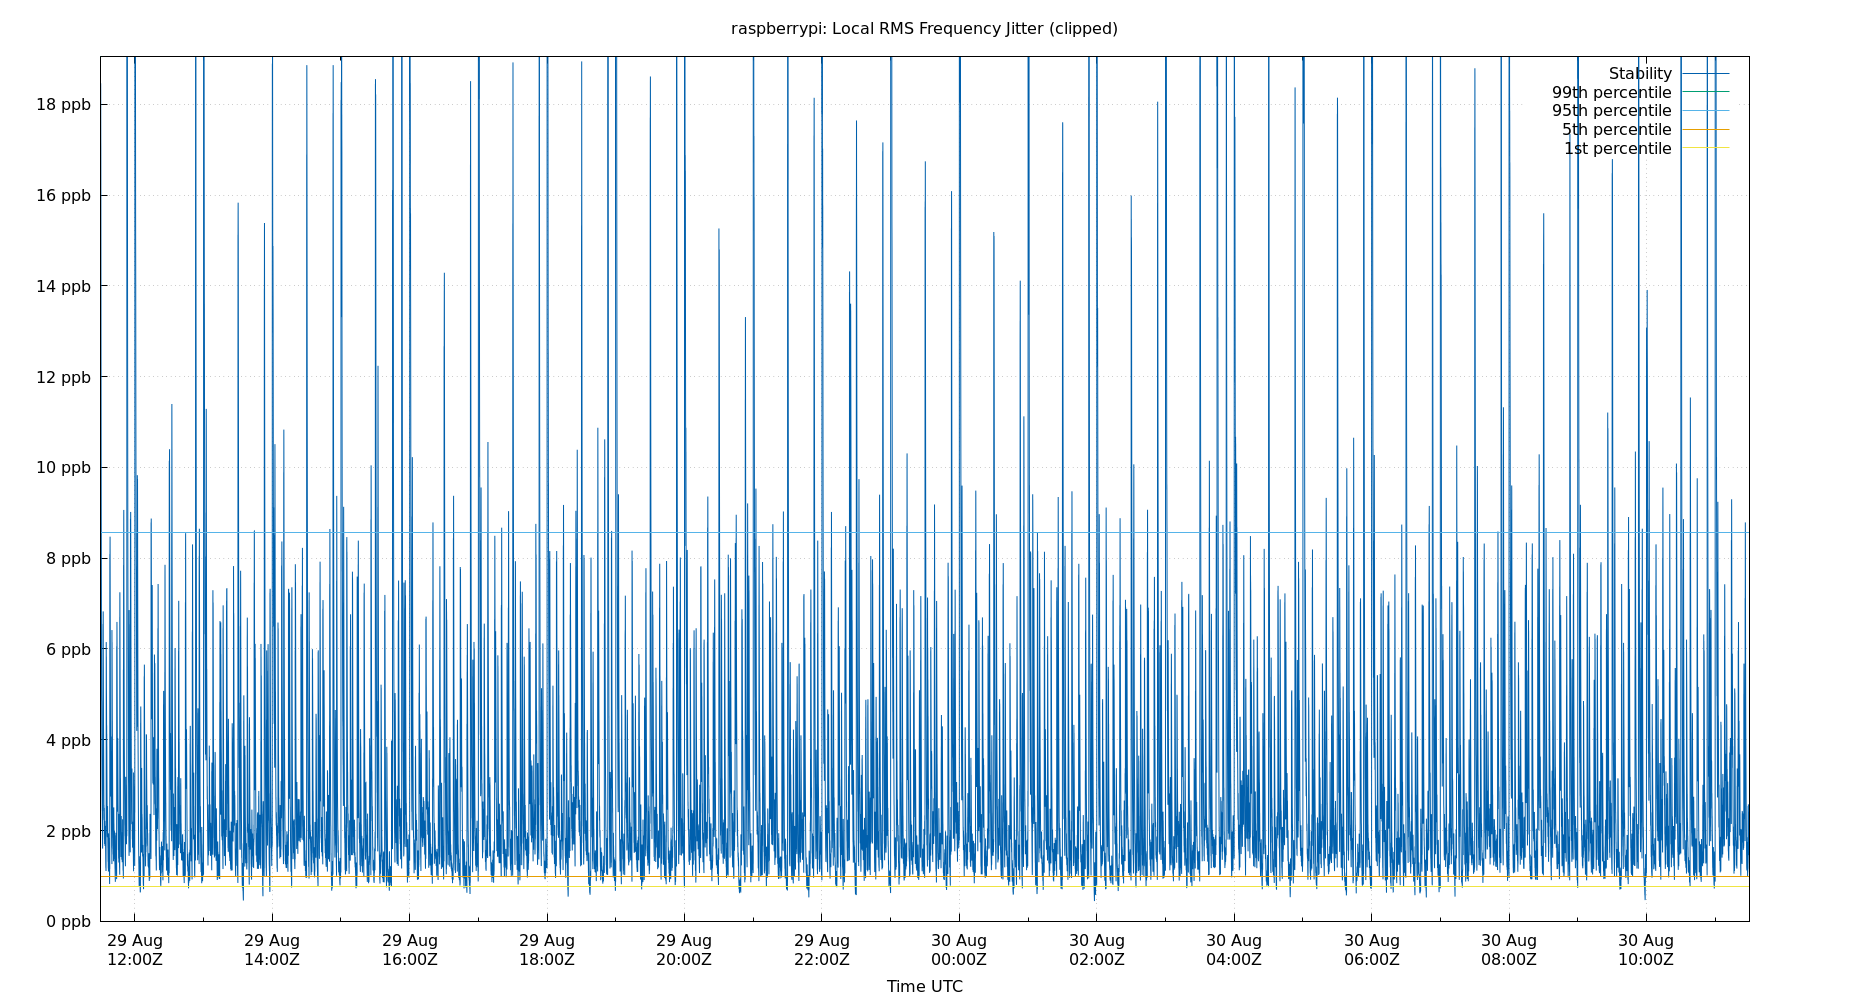 raspberrypi: Local RMS Frequency Jitter (clipped)
Stability
99th percentile
95th percentile
5th percentile
1st percentile
18 ppb
16 ppb
14 ppb
12 ppb
10 ppb
8 ppb
6 ppb
4 ppb
2 ppb
0 ppb
29 Aug 29 Aug 29 Aug 29 Aug 29 Aug 29 Aug 30 Aug 30 Aug 30 Aug 30 Aug 30 Aug 30 Aug
12:00Z 14:00Z 16:00Z 18:00Z 20:00Z 22:00Z 00:00Z 02:00Z 04:00Z 06:00Z 08:00Z 10:00Z
Time UTC